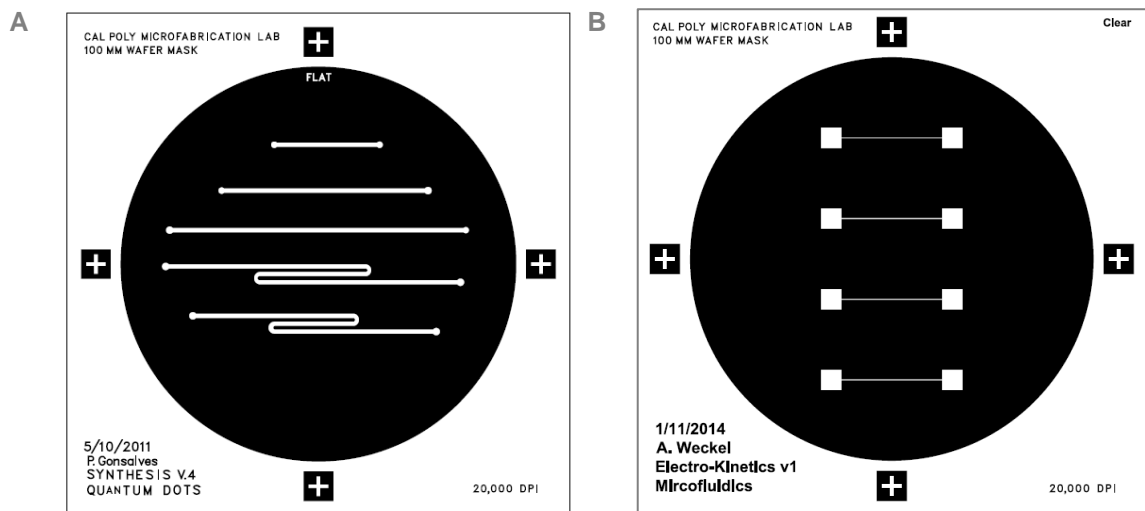 A
CAL POLY MICROFABRICATION LAB
100 MM WAFER MASK
FLAT
5/10/2011
P. Gonsalves
SYNTHESIS V.4
QUANTUM DOTS
20,000 DPI
B
CAL POLY MICROFABRICATION LAB
100 MM WAFER MASK
Clear
1/11/2014
A. Weckel
Electro-Kinetics v1
Mircofluidics
20,000 DPI